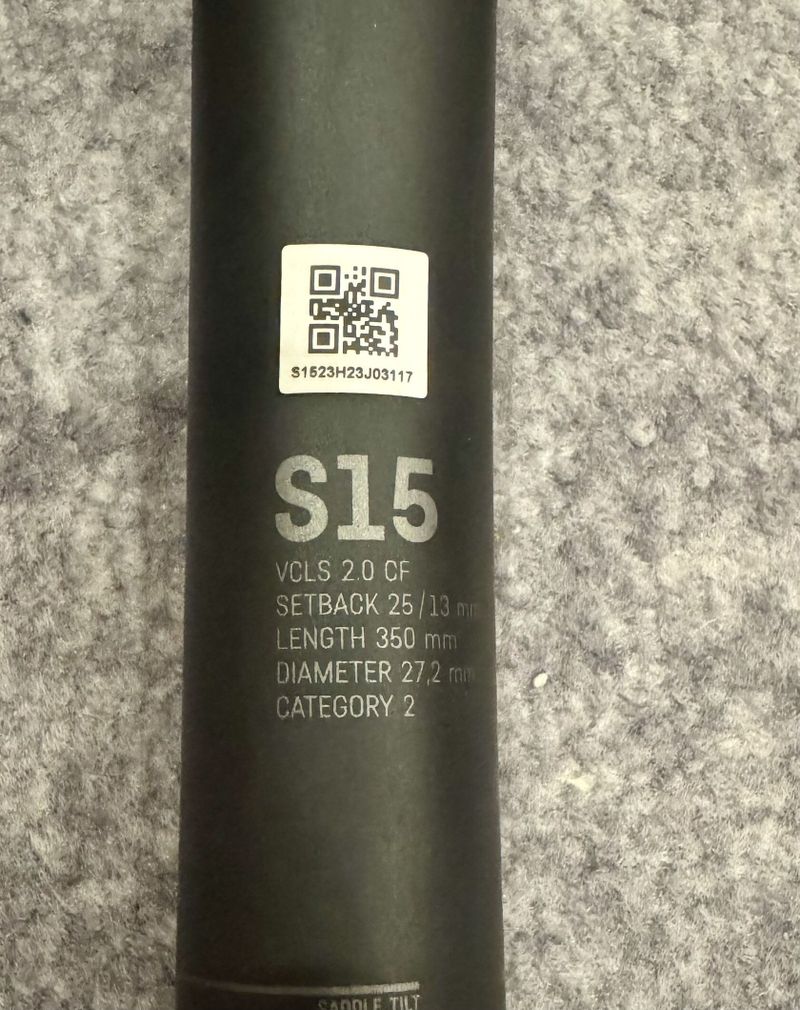 S1523H23J03117
S15
VCLS 2.0 CF
SETBACK 25/13 mm
LENGTH 350 mm
DIAMETER 27,2 mm
CATEGORY 2
SADDLE TILT